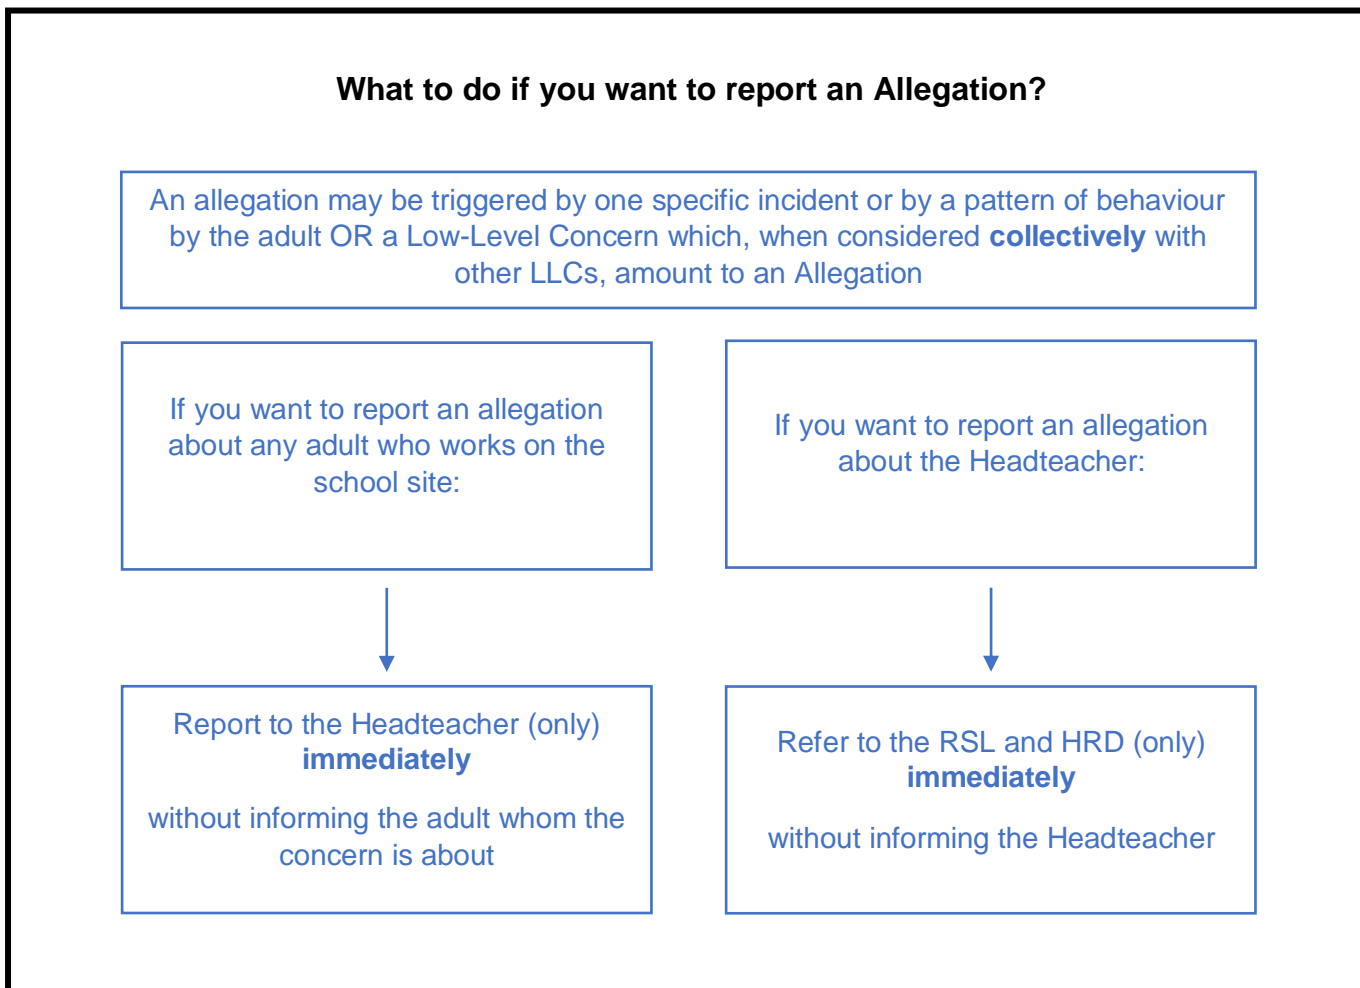 What to do if you want to report an Allegation?
An allegation may be triggered by one specific incident or by a pattern of behaviour
by the adult OR a Low-Level Concern which, when considered collectively with
other LLCs, amount to an Allegation
If you want to report an allegation
about any adult who works on the
school site:
If you want to report an allegation
about the Headteacher:
Report to the Headteacher (only)
immediately
without informing the adult whom the
concern is about
Refer to the RSL and HRD (only)
immediately
without informing the Headteacher